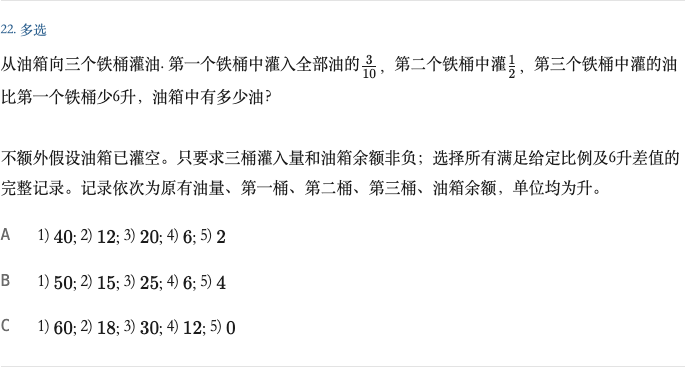 22. 多选
从油箱向三个铁桶灌油. 第一个铁桶中灌入全部油的 3/10，第二个铁桶中灌 1/2，第三个铁桶中灌的油
比第一个铁桶少6升，油箱中有多少油？
不额外假设油箱已灌空。只要求三桶灌入量和油箱余额非负；选择所有满足给定比例及6升差值的
完整记录。记录依次为原有油量、第一桶、第二桶、第三桶、油箱余额，单位均为升。
A 1) 40; 2) 12; 3) 20; 4) 6; 5) 2
B 1) 50; 2) 15; 3) 25; 4) 6; 5) 4
C 1) 60; 2) 18; 3) 30; 4) 12; 5) 0